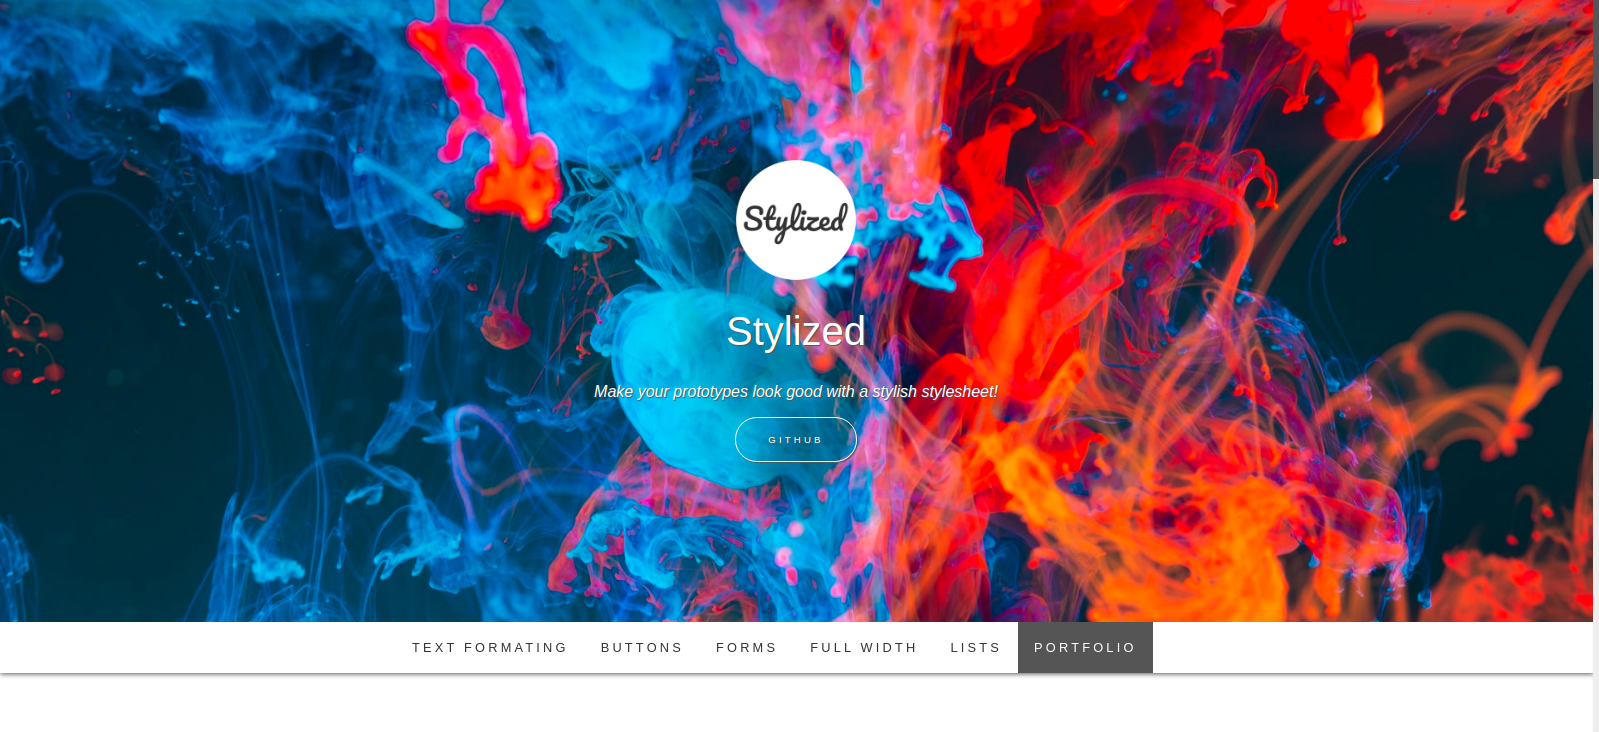 Stylized
Stylized
Make your prototypes look good with a stylish stylesheet!
GITHUB
TEXT FORMATING BUTTONS FORMS FULL WIDTH LISTS PORTFOLIO